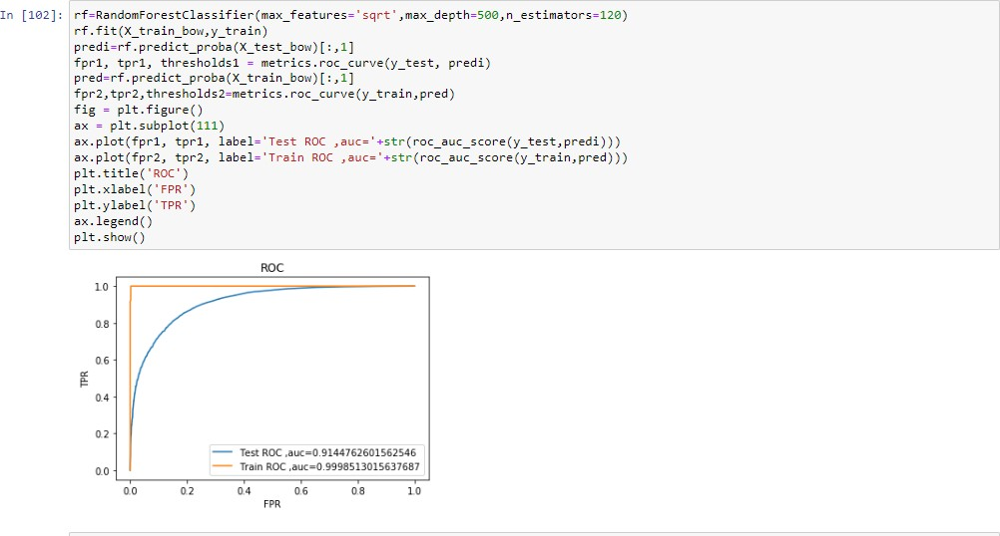 In [102]: rf=RandomForestClassifier(max_features='sqrt',max_depth=500,n_estimators=120)
rf.fit(X_train_bow,y_train)
predi=rf.predict_proba(X_test_bow)[:,1]
fpr1, tpr1, thresholds1 = metrics.roc_curve(y_test, predi)
pred=rf.predict_proba(X_train_bow)[:,1]
fpr2,tpr2,thresholds2=metrics.roc_curve(y_train,pred)
fig = plt.figure()
ax = plt.subplot(111)
ax.plot(fpr1, tpr1, label='Test ROC ,auc='+str(roc_auc_score(y_test,predi)))
ax.plot(fpr2, tpr2, label='Train ROC ,auc='+str(roc_auc_score(y_train,pred)))
plt.title('ROC')
plt.xlabel('FPR')
plt.ylabel('TPR')
ax.legend()
plt.show()
ROC
1.0
0.8
0.6
TPR
0.4
0.2
0.0
Test ROC ,auc=0.9144762601562546
Train ROC ,auc=0.9998513015637687
0.0 0.2 0.4 0.6 0.8 1.0
FPR